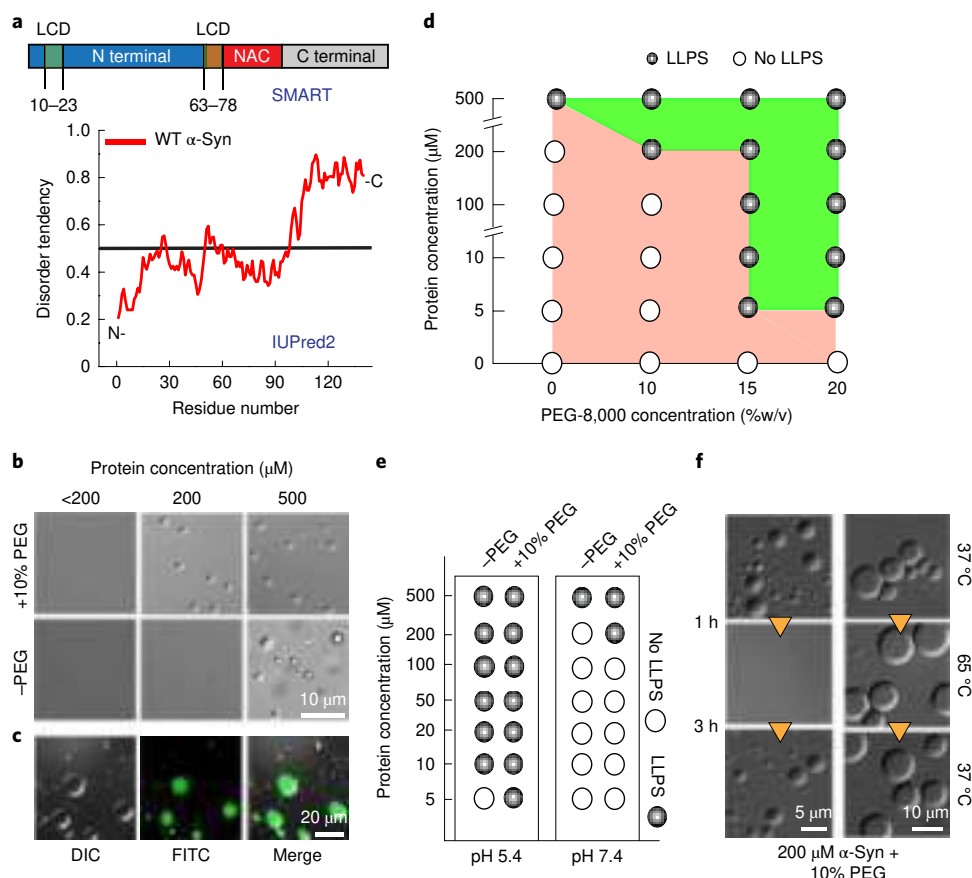 a
LCD LCD
N terminal NAC C terminal
10–23 63–78 SMART
WT α-Syn
Disorder tendency
1.0
0.8
0.6
0.4
0.2
0
-C
N-
IUPred2
0 30 60 90 120
Residue number
d
LLPS No LLPS
Protein concentration (μM)
500
200
100
10
5
0
0 10 15 20
PEG-8,000 concentration (%w/v)
b
Protein concentration (μM)
<200 200 500
+10% PEG
–PEG
10 μm
c
20 μm
DIC FITC Merge
e
–PEG +10% PEG –PEG +10% PEG
Protein concentration (μM)
500
200
100
50
20
10
5
pH 5.4 pH 7.4
No LLPS
LLPS
f
37 °C
1 h
65 °C
3 h
37 °C
5 μm 10 μm
200 μM α-Syn +
10% PEG